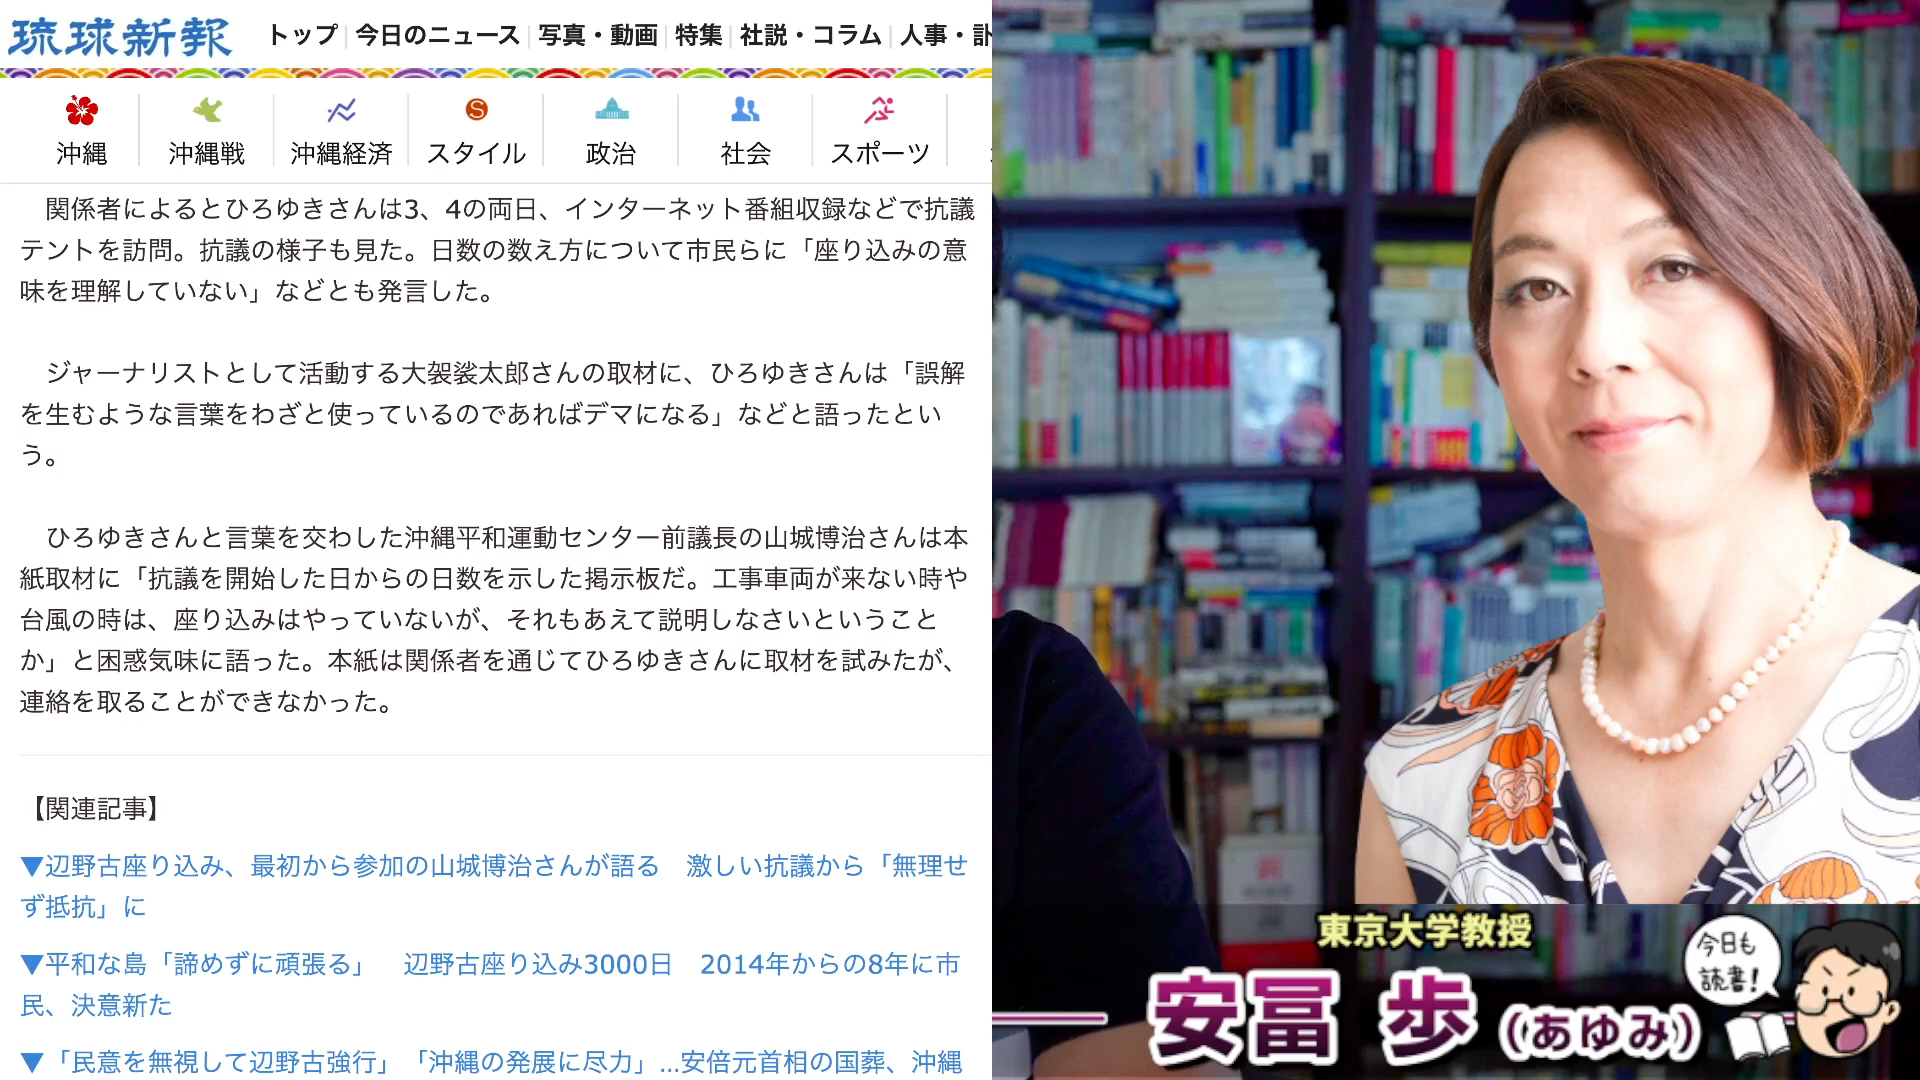 琉球新報
トップ 今日のニュース 写真・動画 特集 社説・コラム 人事・訃
沖縄 沖縄戦 沖縄経済 スタイル 政治 社会 スポーツ
関係者によるとひろゆきさんは3、4の両日、インターネット番組収録などで抗議
テントを訪問。抗議の様子も見た。日数の数え方について市民らに「座り込みの意
味を理解していない」などとも発言した。
ジャーナリストとして活動する大袈裟太郎さんの取材に、ひろゆきさんは「誤解
を生むような言葉をわざと使っているのであればデマになる」などと語ったとい
う。
ひろゆきさんと言葉を交わした沖縄平和運動センター前議長の山城博治さんは本
紙取材に「抗議を開始した日からの日数を示した掲示板だ。工事車両が来ない時や
台風の時は、座り込みはやっていないが、それもあえて説明しなさいということ
か」と困惑気味に語った。本紙は関係者を通じてひろゆきさんに取材を試みたが、
連絡を取ることができなかった。
【関連記事】
▼辺野古座り込み、最初から参加の山城博治さんが語る　激しい抗議から「無理せ
ず抵抗」に
▼平和な島「諦めずに頑張る」　辺野古座り込み3000日　2014年からの8年に市
民、決意新た
▼「民意を無視して辺野古強行」「沖縄の発展に尽力」…安倍元首相の国葬、沖縄
東京大学教授
安冨 歩 (あゆみ)
今日も
読書!